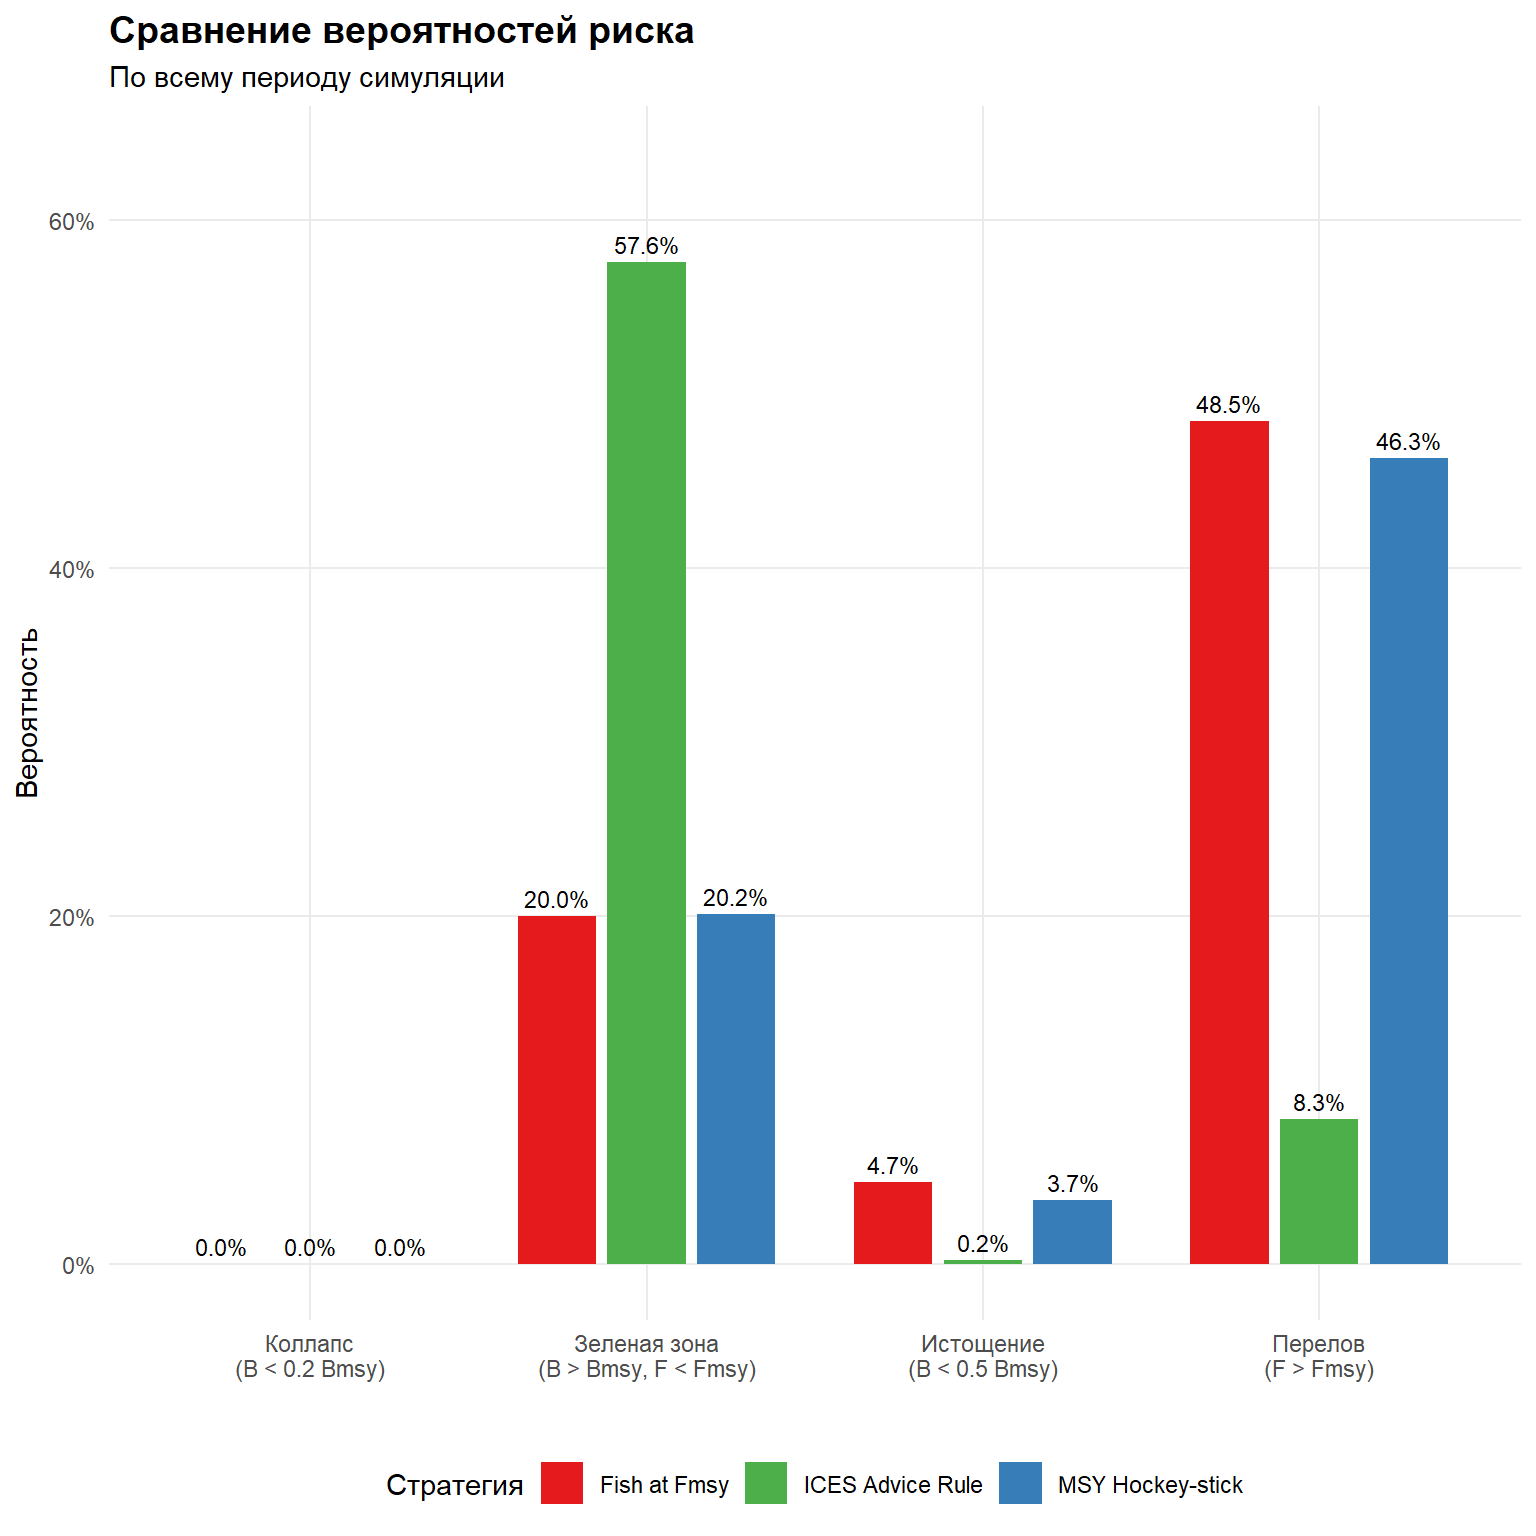 Сравнение вероятностей риска
По всему периоду симуляции
Вероятность
60%
40%
20%
0%
0.0%
0.0%
0.0%
20.0%
57.6%
20.2%
4.7%
0.2%
3.7%
48.5%
8.3%
46.3%
Коллапс
(B < 0.2 Bmsy)
Зеленая зона
(B > Bmsy, F < Fmsy)
Истощение
(B < 0.5 Bmsy)
Перелов
(F > Fmsy)
Стратегия
Fish at Fmsy
ICES Advice Rule
MSY Hockey-stick